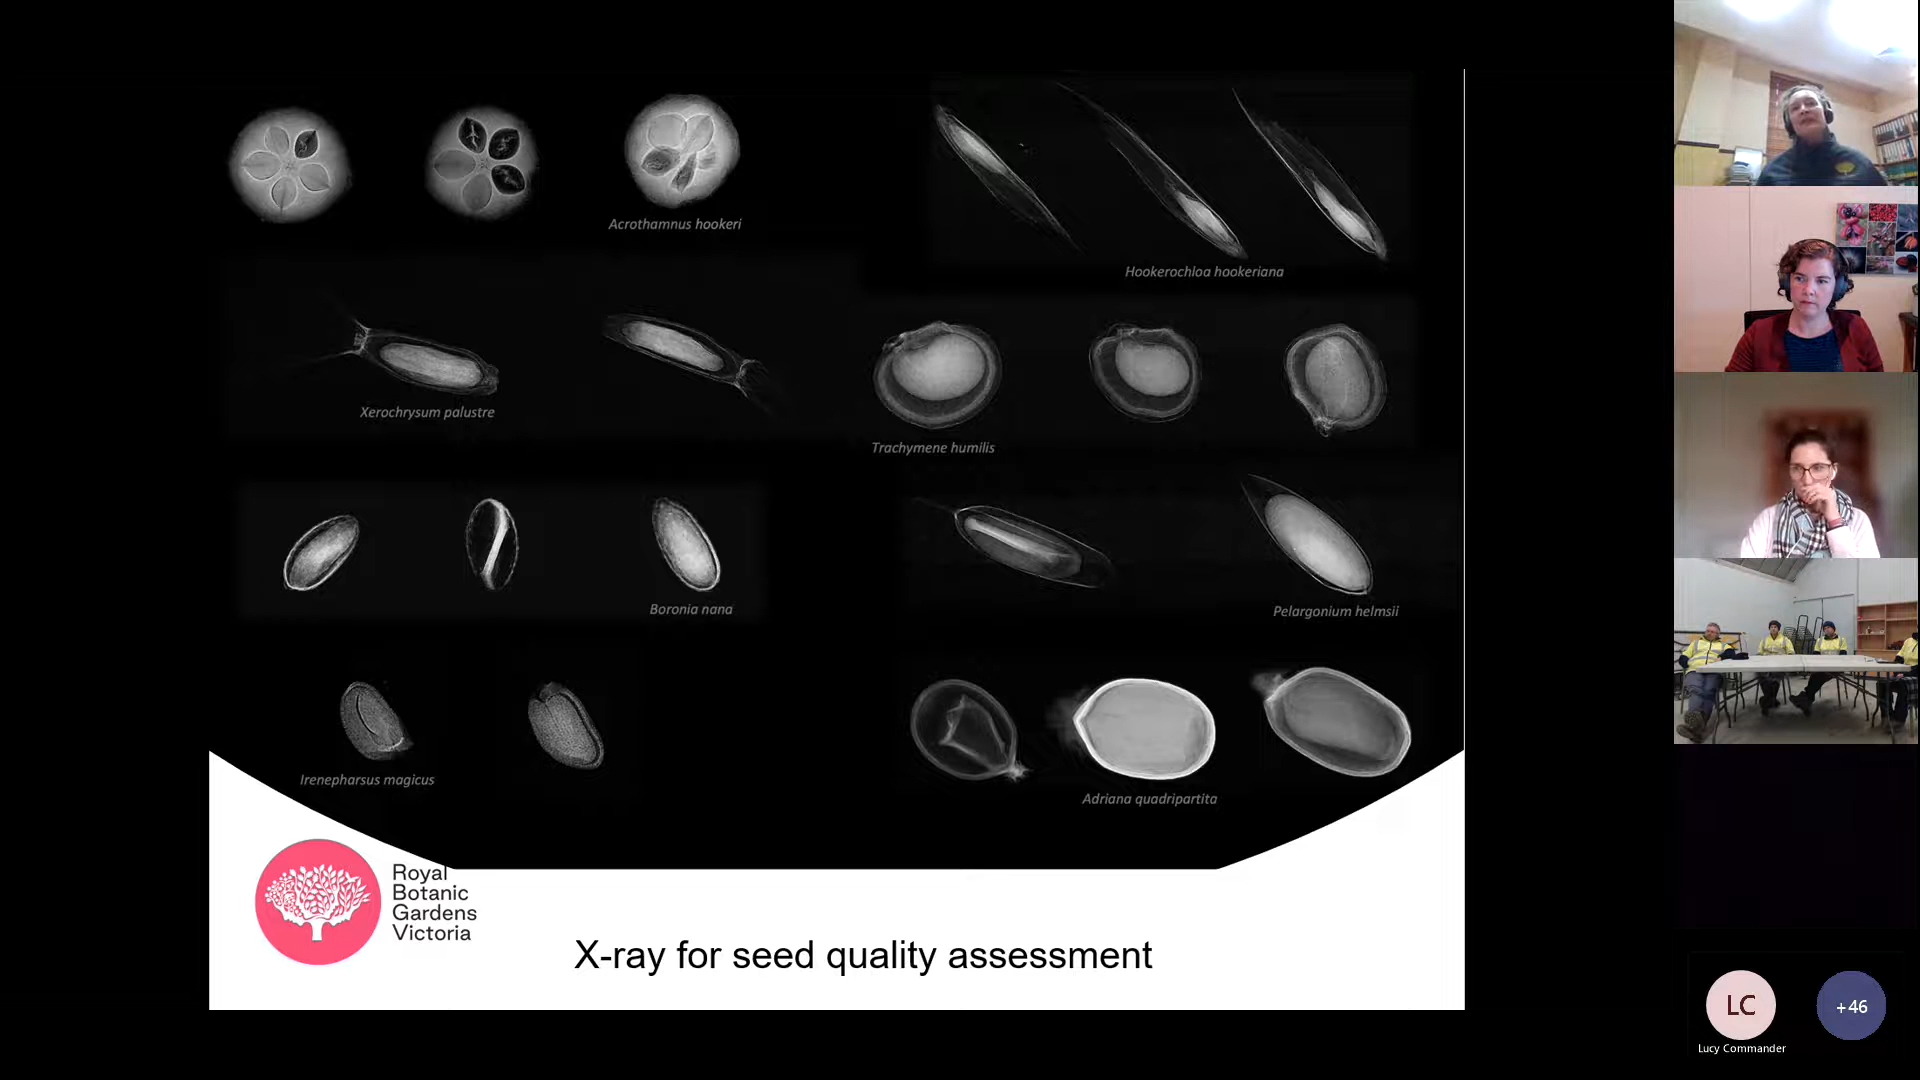 Acrothamnus hookeri
Hookerochloa hookeriana
Xerochrysum palustre
Trachymene humilis
Boronia nana
Pelargonium helmsii
Irenepharsus magicus
Adriana quadripartita
Royal
Botanic
Gardens
Victoria
X-ray for seed quality assessment
LC
+46
Lucy Commander